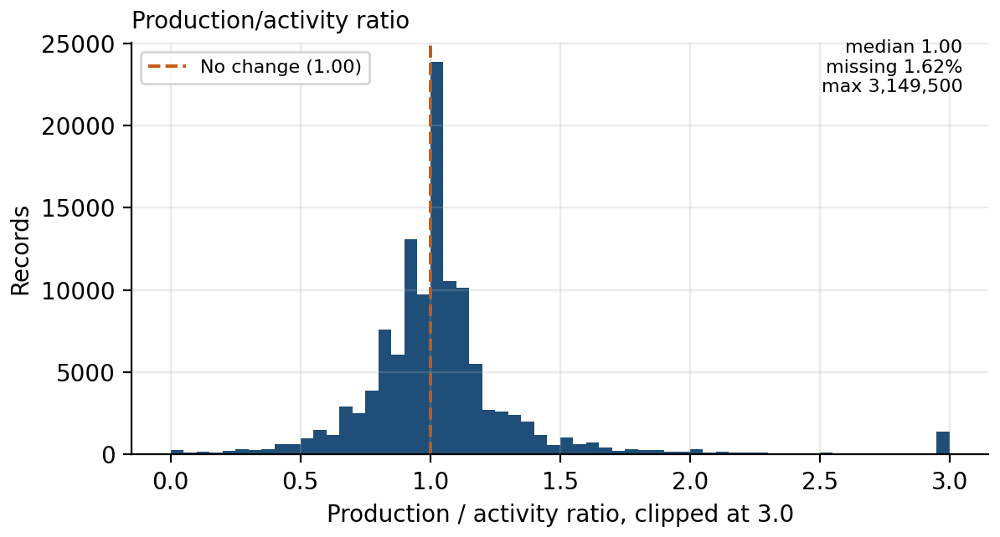 Production/activity ratio
No change (1.00)
median 1.00
missing 1.62%
max 3,149,500
Records
25000
20000
15000
10000
5000
0
0.0 0.5 1.0 1.5 2.0 2.5 3.0
Production / activity ratio, clipped at 3.0